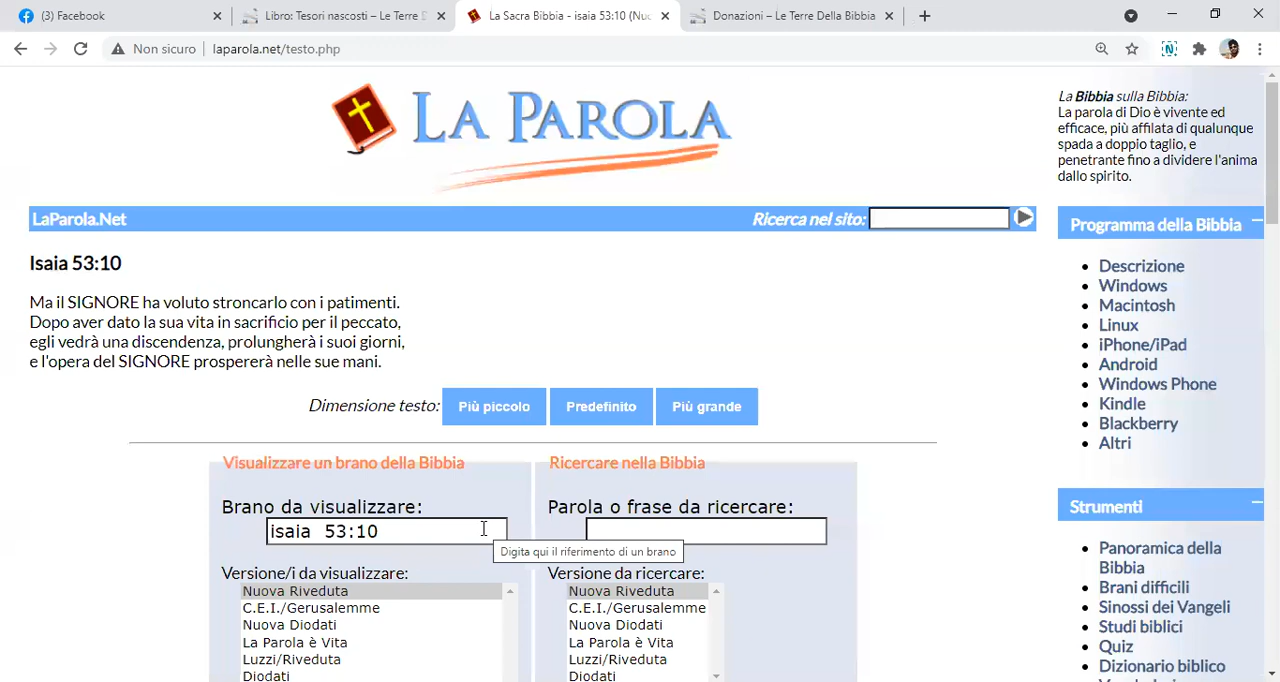 (3) Facebook
Libro: Tesori nascosti – Le Terre D
La Sacra Bibbia - isaia 53:10 (Nuo
Donazioni – Le Terre Della Bibbia
Non sicuro
laparola.net/testo.php
LA PAROLA
La Bibbia sulla Bibbia:
La parola di Dio è vivente ed
efficace, più affilata di qualunque
spada a doppio taglio, e
penetrante fino a dividere l'anima
dallo spirito.
LaParola.Net
Ricerca nel sito:
Isaia 53:10
Ma il SIGNORE ha voluto stroncarlo con i patimenti.
Dopo aver dato la sua vita in sacrificio per il peccato,
egli vedrà una discendenza, prolungherà i suoi giorni,
e l'opera del SIGNORE prospererà nelle sue mani.
Dimensione testo:
Più piccolo
Predefinito
Più grande
Visualizzare un brano della Bibbia
Brano da visualizzare:
isaia 53:10
Digita qui il riferimento di un brano
Versione/i da visualizzare:
Nuova Riveduta
C.E.I./Gerusalemme
Nuova Diodati
La Parola è Vita
Luzzi/Riveduta
Diodati
Ricercare nella Bibbia
Parola o frase da ricercare:
Versione da ricercare:
Nuova Riveduta
C.E.I./Gerusalemme
Nuova Diodati
La Parola è Vita
Luzzi/Riveduta
Diodati
Programma della Bibbia
Descrizione
Windows
Macintosh
Linux
iPhone/iPad
Android
Windows Phone
Kindle
Blackberry
Altri
Strumenti
Panoramica della
Bibbia
Brani difficili
Sinossi dei Vangeli
Studi biblici
Quiz
Dizionario biblico